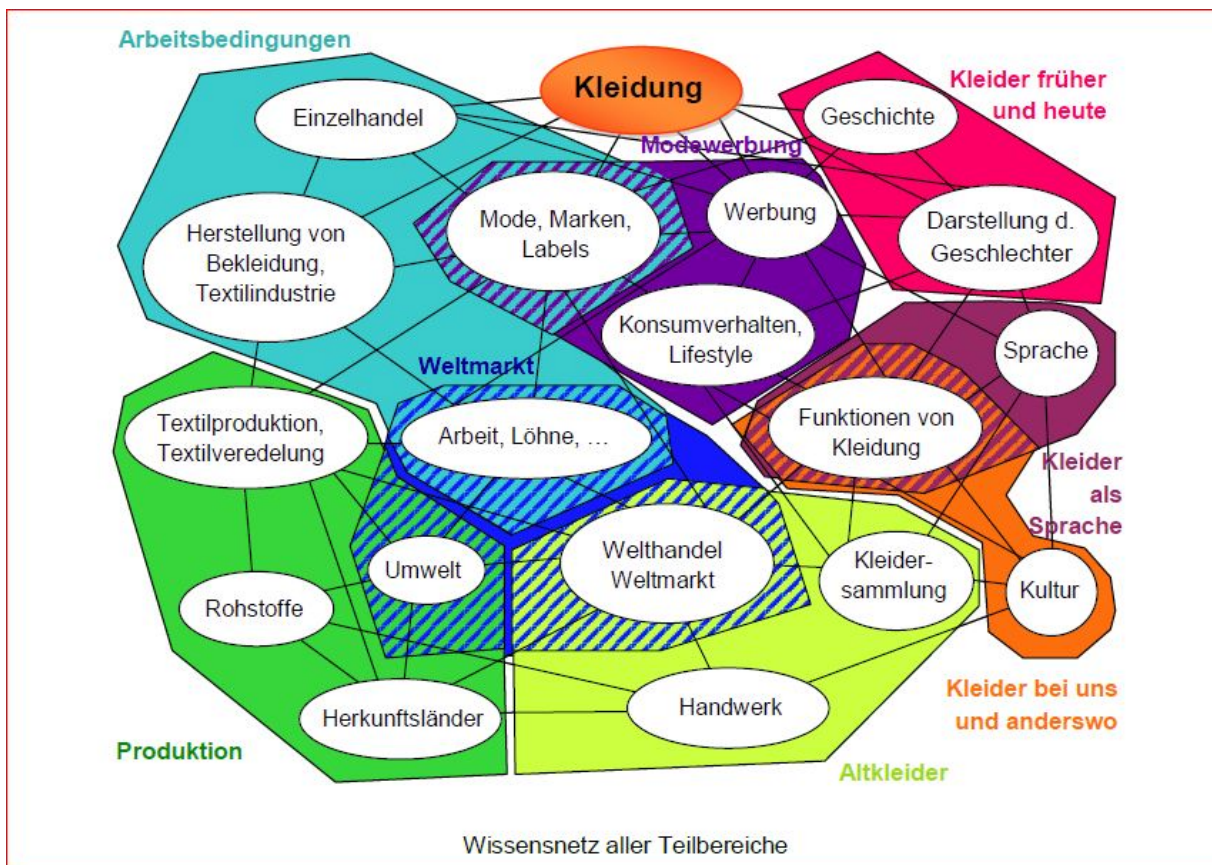 Arbeitsbedingungen
Kleidung
Kleider früher
und heute
Einzelhandel
Geschichte
Modewerbung
Mode, Marken,
Labels
Werbung
Darstellung d.
Geschlechter
Herstellung von
Bekleidung,
Textilindustrie
Konsumverhalten,
Lifestyle
Sprache
Weltmarkt
Textilproduktion,
Textilveredelung
Arbeit, Löhne, ...
Funktionen von
Kleidung
Kleider
als
Sprache
Umwelt
Welthandel
Weltmarkt
Kleider-
sammlung
Kultur
Rohstoffe
Herkunftsländer
Handwerk
Kleider bei uns
und anderswo
Produktion
Altkleider
Wissensnetz aller Teilbereiche